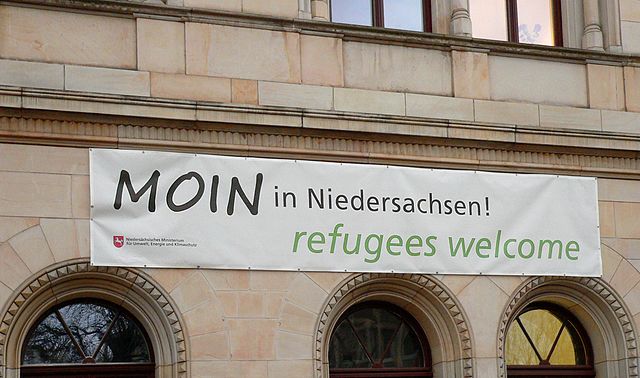 MOIN in Niedersachsen!
refugees welcome
Niedersächsisches Ministerium
für Umwelt, Energie und Klimaschutz